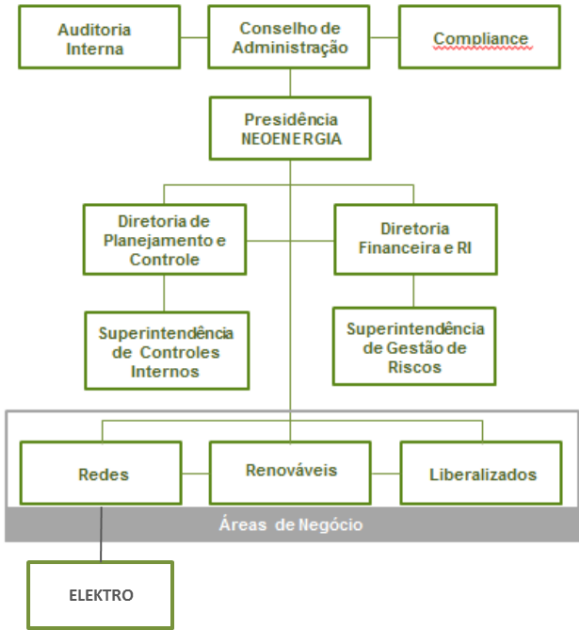 Auditoria
Interna
Conselho de
Administração
Compliance
Presidência
NEOENERGIA
Diretoria de
Planejamento e
Controle
Diretoria
Financeira e RI
Superintendência
de Controles
Internos
Superintendência
de Gestão de
Riscos
Redes
Renováveis
Liberalizados
Áreas de Negócio
ELEKTRO